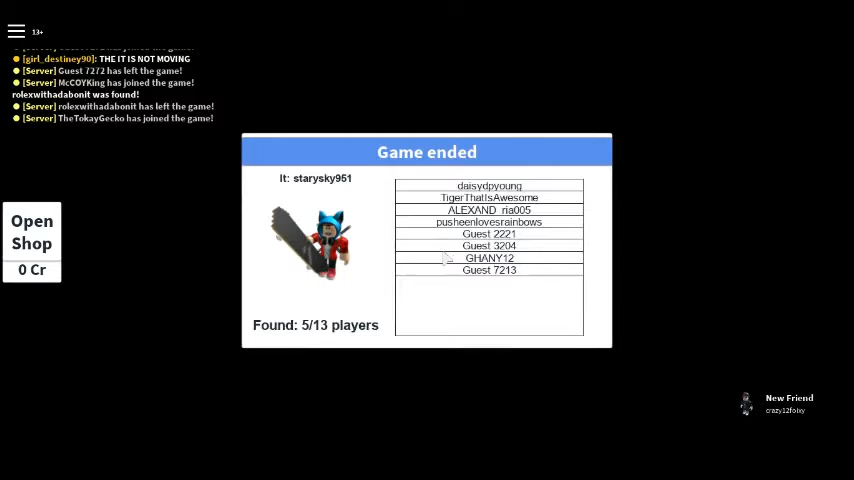 13+
[girl_destiney90]: THE IT IS NOT MOVING
[Server] Guest 7272 has left the game!
[Server] McCOYKing has joined the game!
rolexwithadabonit was found!
[Server] rolexwithadabonit has left the game!
[Server] TheTokayGecko has joined the game!
Game ended
It: starysky951
daisydpyoung
TigerThatIsAwesome
ALEXAND_ria005
pusheenlovesrainbows
Guest 2221
Guest 3204
GHANY12
Guest 7213
Found: 5/13 players
Open
Shop
0 Cr
New Friend
crazy12foixy